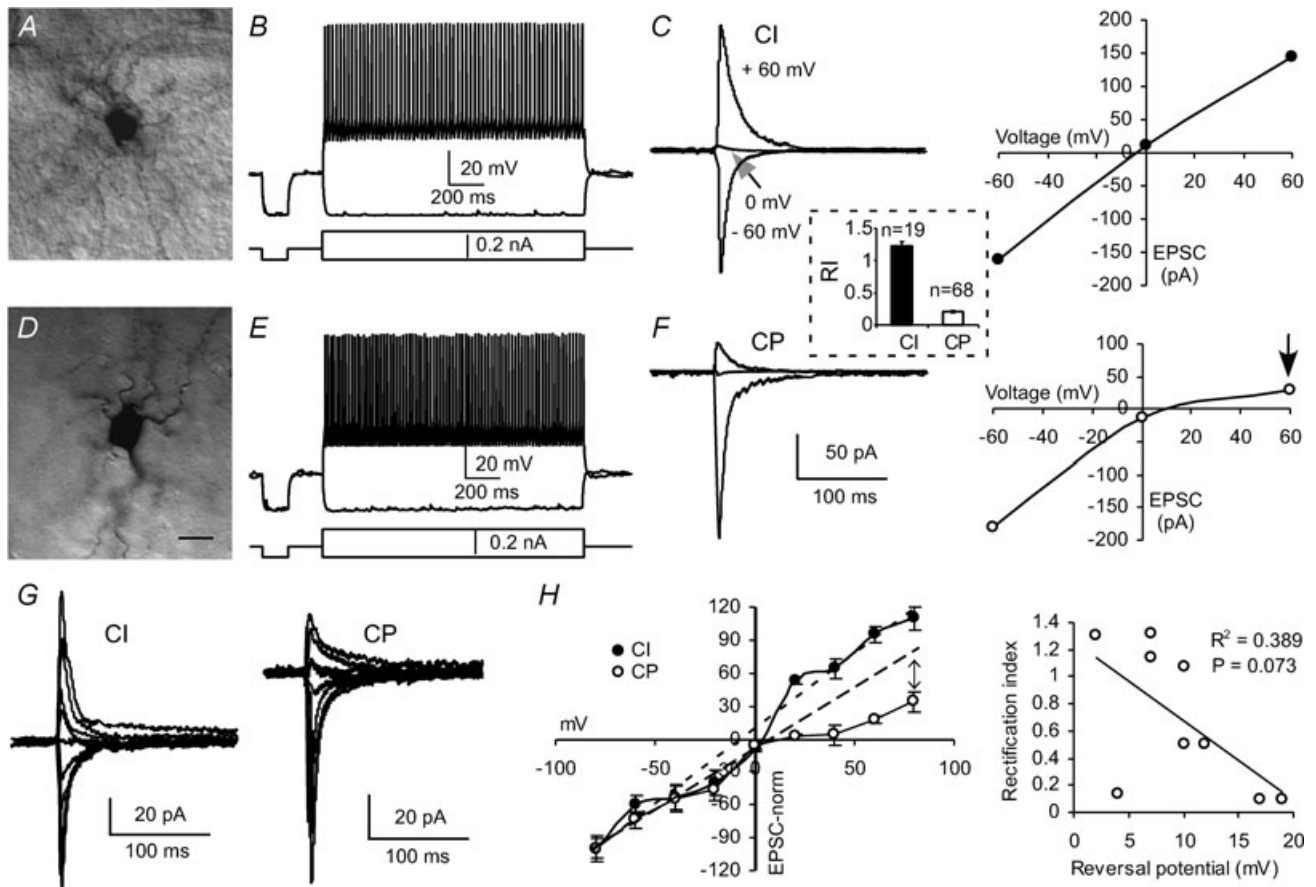 A
B
20 mV
200 ms
0.2 nA
C
CI
+ 60 mV
0 mV
- 60 mV
200
150
100
50
0
-50
-100
-150
-200
Voltage (mV)
-60
-40
-20
20
40
60
EPSC
(pA)
1.5
1
0.5
0
RI
n=19
n=68
CI
CP
D
E
20 mV
200 ms
0.2 nA
F
CP
50 pA
100 ms
100
50
0
-50
-100
-150
-200
Voltage (mV)
-60
-40
-20
20
40
60
EPSC
(pA)
G
CI
20 pA
100 ms
CP
20 pA
100 ms
H
CI
CP
120
90
60
30
0
-30
-60
-90
-120
mV
-100
-50
0
50
100
EPSC-norm
1.4
1.2
1
0.8
0.6
0.4
0.2
0
Rectification index
R² = 0.389
P = 0.073
0
5
10
15
20
Reversal potential (mV)